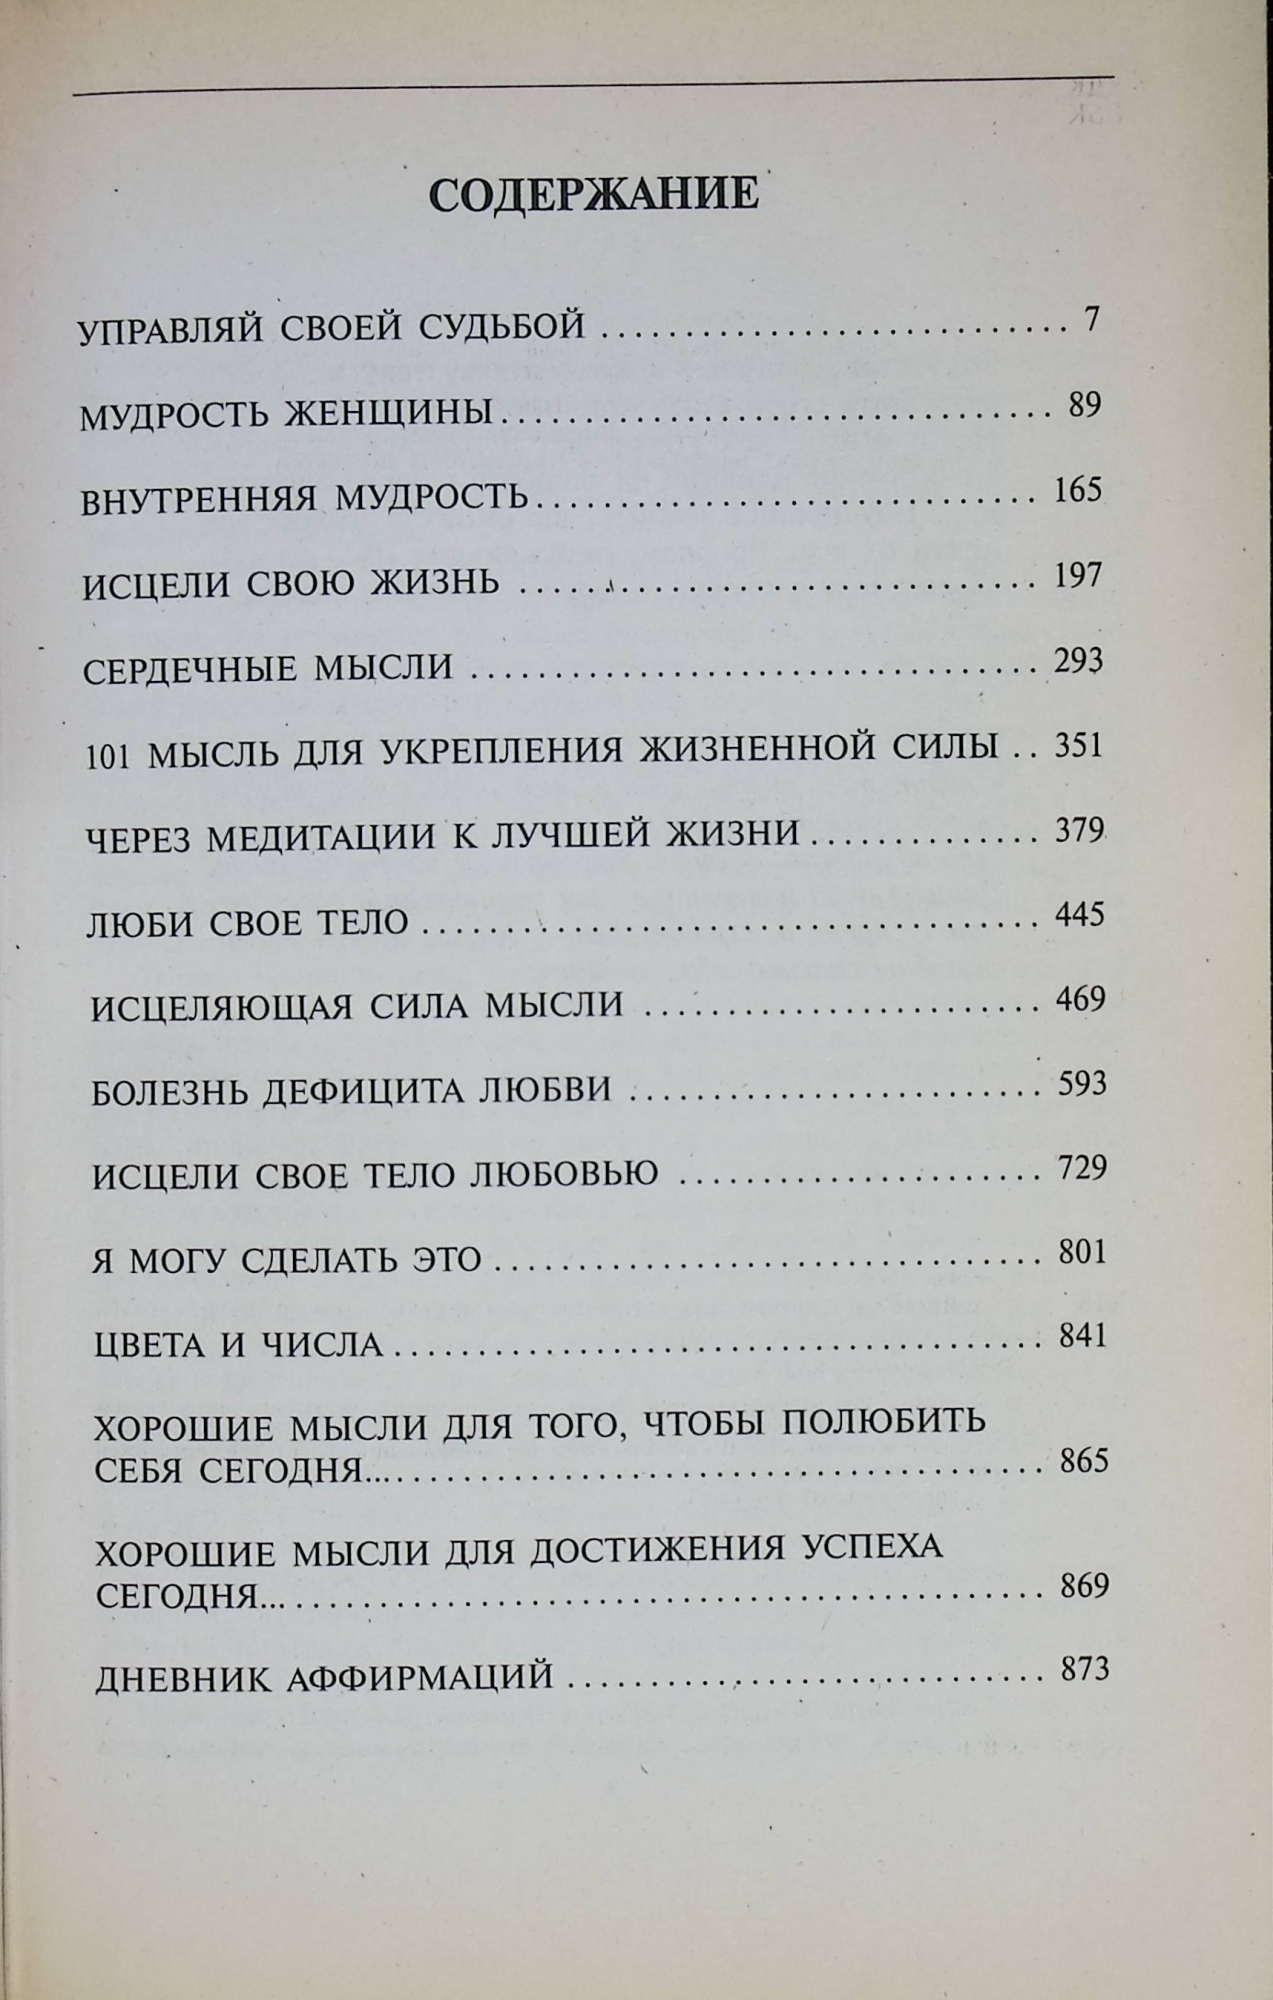 СОДЕРЖАНИЕ
УПРАВЛЯЙ СВОЕЙ СУДЬБОЙ ............................ 7
МУДРОСТЬ ЖЕНЩИНЫ................................. 89
ВНУТРЕННЯЯ МУДРОСТЬ.............................. 165
ИСЦЕЛИ СВОЮ ЖИЗНЬ ............................... 197
СЕРДЕЧНЫЕ МЫСЛИ .................................. 293
101 МЫСЛЬ ДЛЯ УКРЕПЛЕНИЯ ЖИЗНЕННОЙ СИЛЫ .. 351
ЧЕРЕЗ МЕДИТАЦИИ К ЛУЧШЕЙ ЖИЗНИ .............. 379
ЛЮБИ СВОЕ ТЕЛО ..................................... 445
ИСЦЕЛЯЮЩАЯ СИЛА МЫСЛИ ........................ 469
БОЛЕЗНЬ ДЕФИЦИТА ЛЮБВИ ......................... 593
ИСЦЕЛИ СВОЕ ТЕЛО ЛЮБОВЬЮ ...................... 729
Я МОГУ СДЕЛАТЬ ЭТО ................................. 801
ЦВЕТА И ЧИСЛА ....................................... 841
ХОРОШИЕ МЫСЛИ ДЛЯ ТОГО, ЧТОБЫ ПОЛЮБИТЬ
СЕБЯ СЕГОДНЯ.......................................... 865
ХОРОШИЕ МЫСЛИ ДЛЯ ДОСТИЖЕНИЯ УСПЕХА
СЕГОДНЯ................................................ 869
ДНЕВНИК АФФИРМАЦИЙ ............................. 873